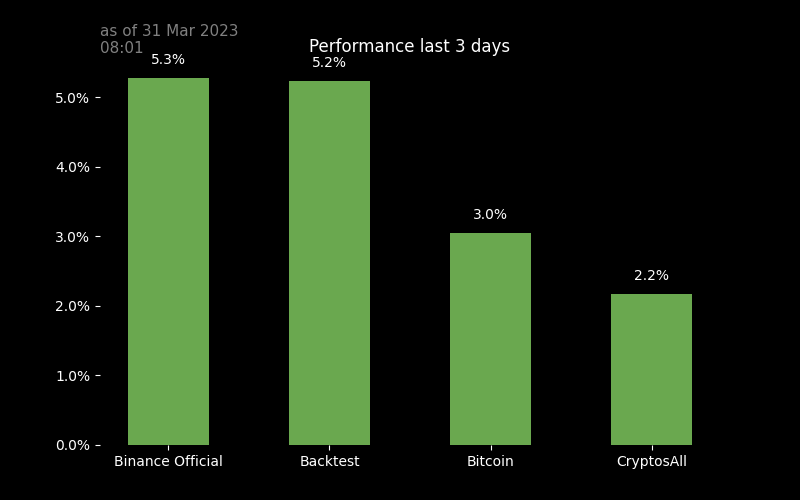 as of 31 Mar 2023
08:01
Performance last 3 days
5.3%
5.2%
3.0%
2.2%
5.0%
4.0%
3.0%
2.0%
1.0%
0.0%
Binance Official
Backtest
Bitcoin
CryptosAll